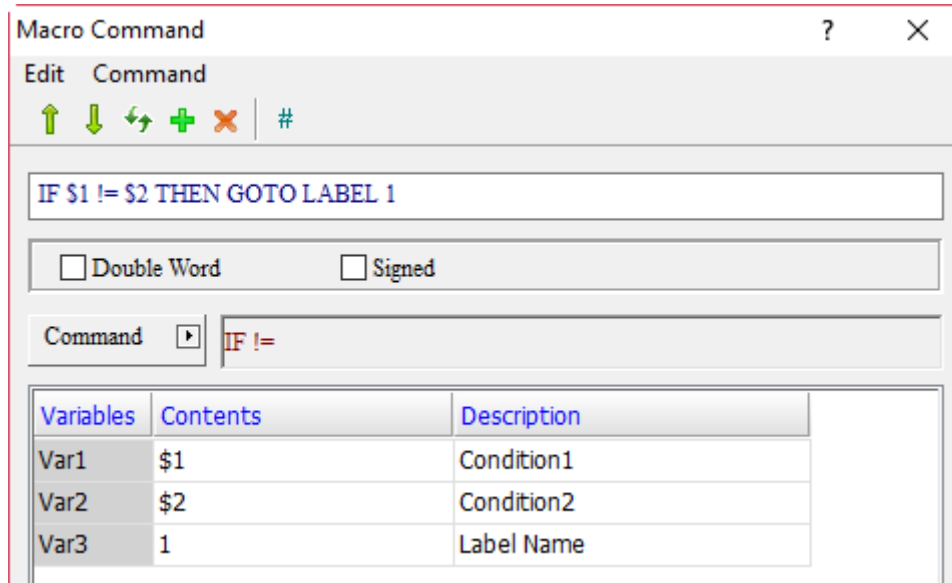 Macro Command ? ×
Edit Command
#
IF $1 != $2 THEN GOTO LABEL 1
Double Word Signed
Command IF !=
Variables Contents Description
Var1 $1 Condition1
Var2 $2 Condition2
Var3 1 Label Name